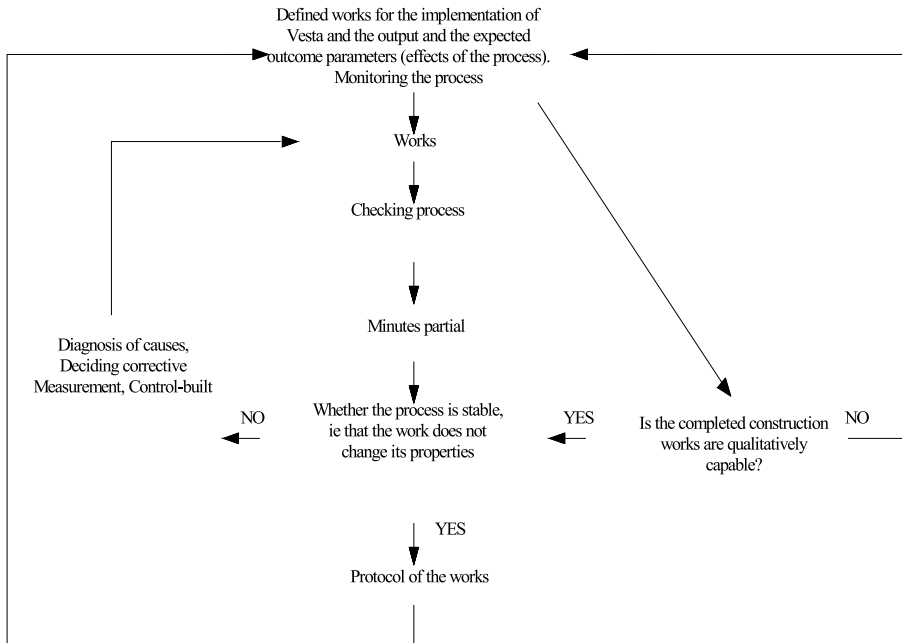 Defined works for the implementation of
Vesta and the output and the expected
outcome parameters (effects of the process).
Monitoring the process
Works
Checking process
Minutes partial
Diagnosis of causes,
Deciding corrective
Measurement, Control-built
NO
Whether the process is stable,
ie that the work does not
change its properties
YES
Is the completed construction
works are qualitatively
capable?
NO
YES
Protocol of the works